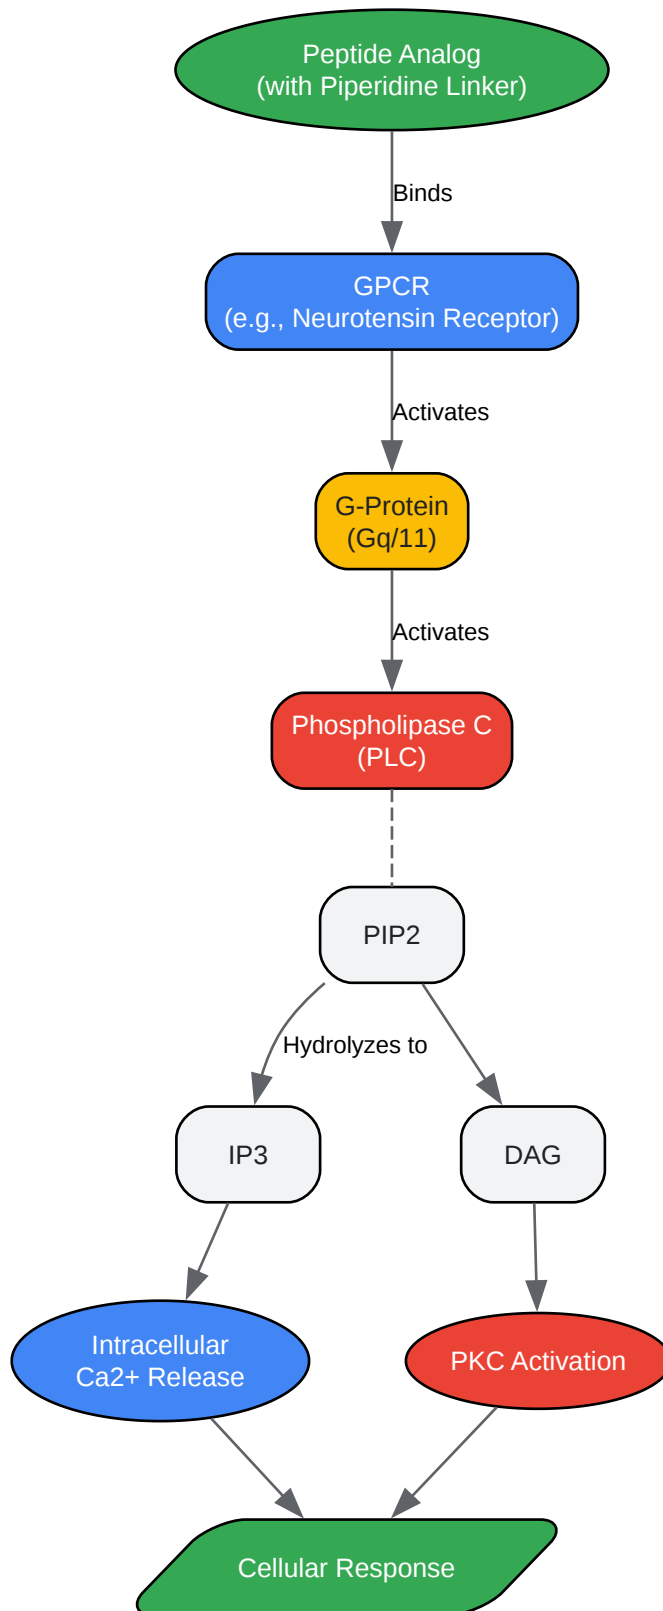 Peptide Analog
(with Piperidine Linker)
Binds
GPCR
(e.g., Neurotensin Receptor)
Activates
G-Protein
(Gq/11)
Activates
Phospholipase C
(PLC)
PIP2
Hydrolyzes to
IP3
DAG
Intracellular
Ca2+ Release
PKC Activation
Cellular Response